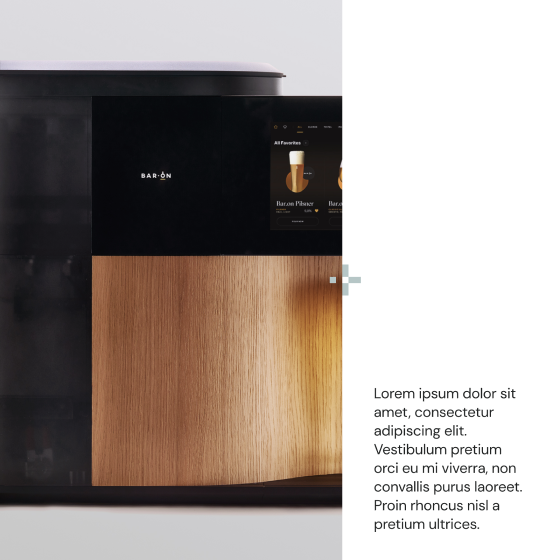 BAR.ON
All Favorites
Bar.on Pilsner
Bar.o
Lorem ipsum dolor sit
amet, consectetur
adipiscing elit.
Vestibulum pretium
orci eu mi viverra, non
convallis purus laoreet.
Proin rhoncus nisl a
pretium ultrices.